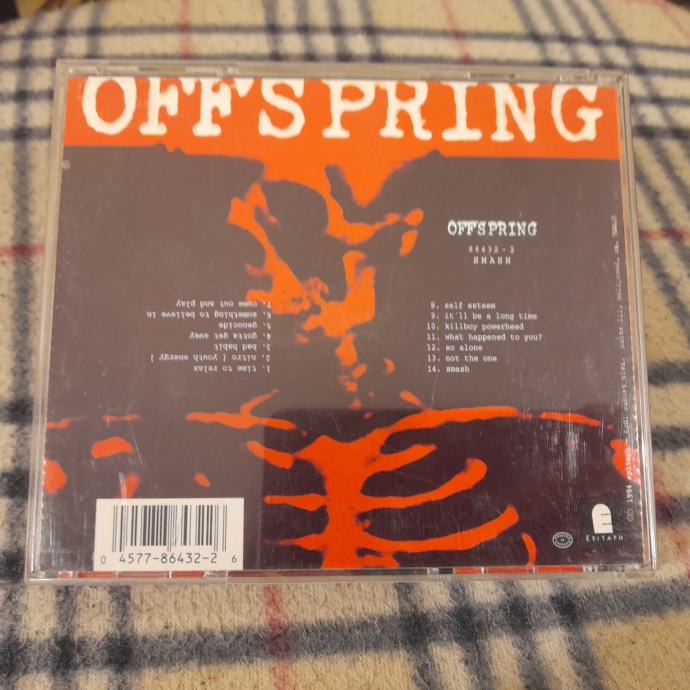 OFFSPRING
OFFSPRING
86432-2
SMASH
1. time to relax
2. nitro [ youth energy ]
3. bad habit
4. gotta get away
5. genocide
6. something to believe in
7. come out and play
8. self esteem
9. it'll be a long time
10. killboy powerhead
11. what happened to you?
12. so alone
13. not the one
14. smash
0 4577-86432-2 6
EPITAPH
1994 epitaph